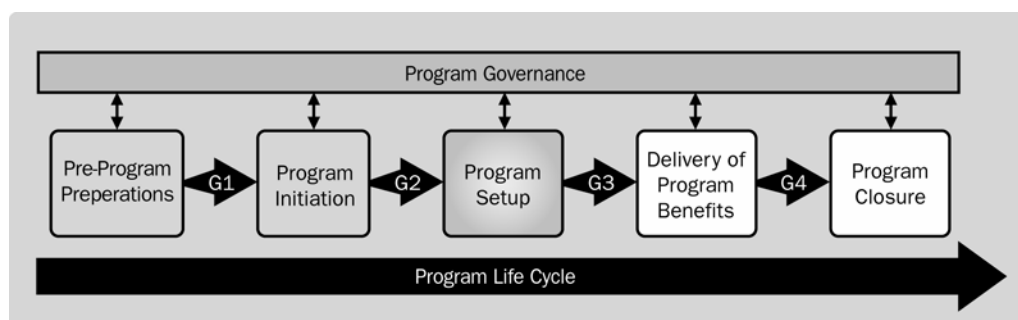 Program Governance
Pre-Program
Preperations
G1
Program
Initiation
G2
Program
Setup
G3
Delivery of
Program
Benefits
G4
Program
Closure
Program Life Cycle